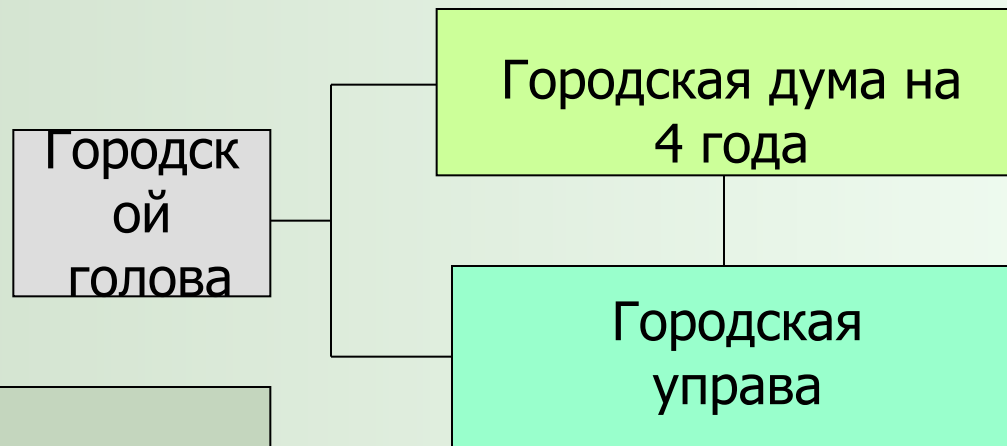 Городская дума на
4 года
Городск
ой
голова
Городская
управа